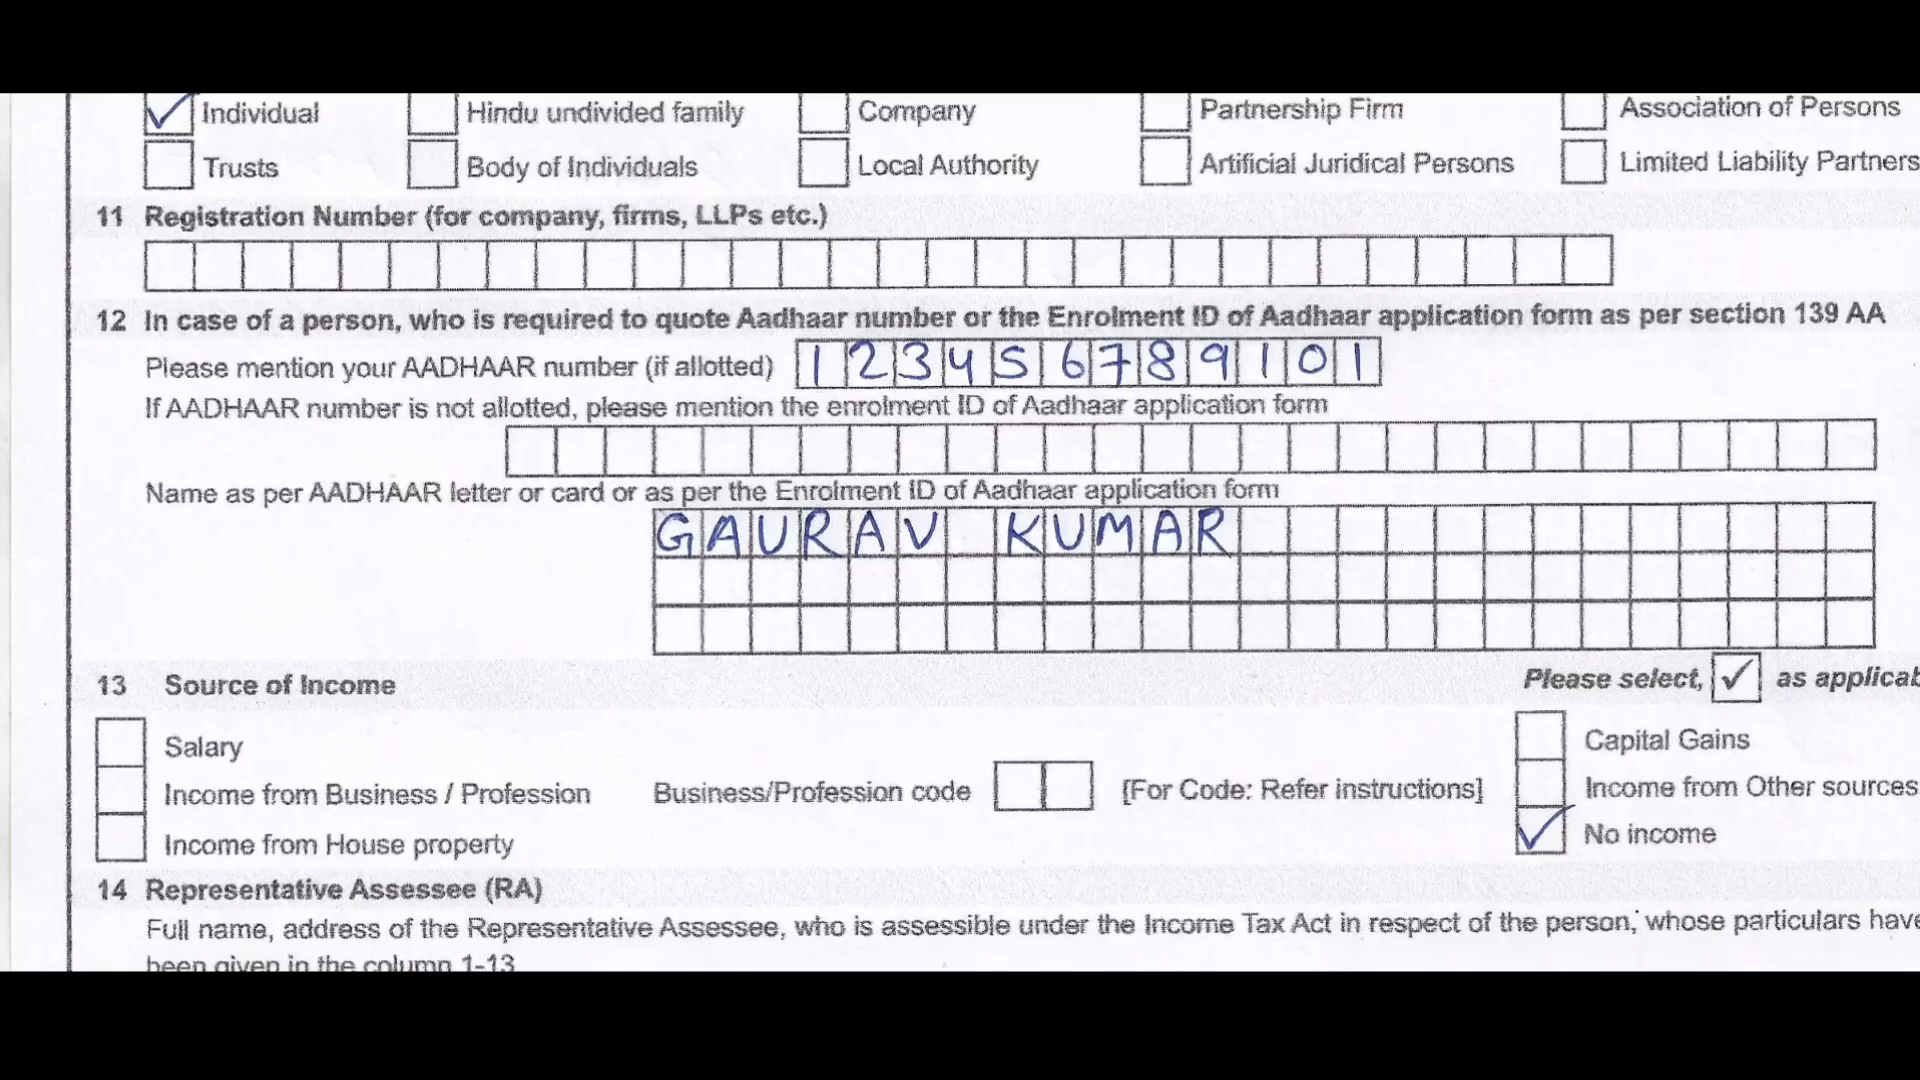 Individual Hindu undivided family Company Partnership Firm Association of Persons
Trusts Body of Individuals Local Authority Artificial Juridical Persons Limited Liability Partners
11 Registration Number (for company, firms, LLPs etc.)
12 In case of a person, who is required to quote Aadhaar number or the Enrolment ID of Aadhaar application form as per section 139 AA
Please mention your AADHAAR number (if allotted) 123456789101
If AADHAAR number is not allotted, please mention the enrolment ID of Aadhaar application form
Name as per AADHAAR letter or card or as per the Enrolment ID of Aadhaar application form
GAURAV KUMAR
13 Source of Income Please select, ✓ as applicab
Salary Capital Gains
Income from Business / Profession Business/Profession code [For Code: Refer instructions] Income from Other sources
Income from House property No income
14 Representative Assessee (RA)
Full name, address of the Representative Assessee, who is assessible under the Income Tax Act in respect of the person, whose particulars have
been given in the column 1-13